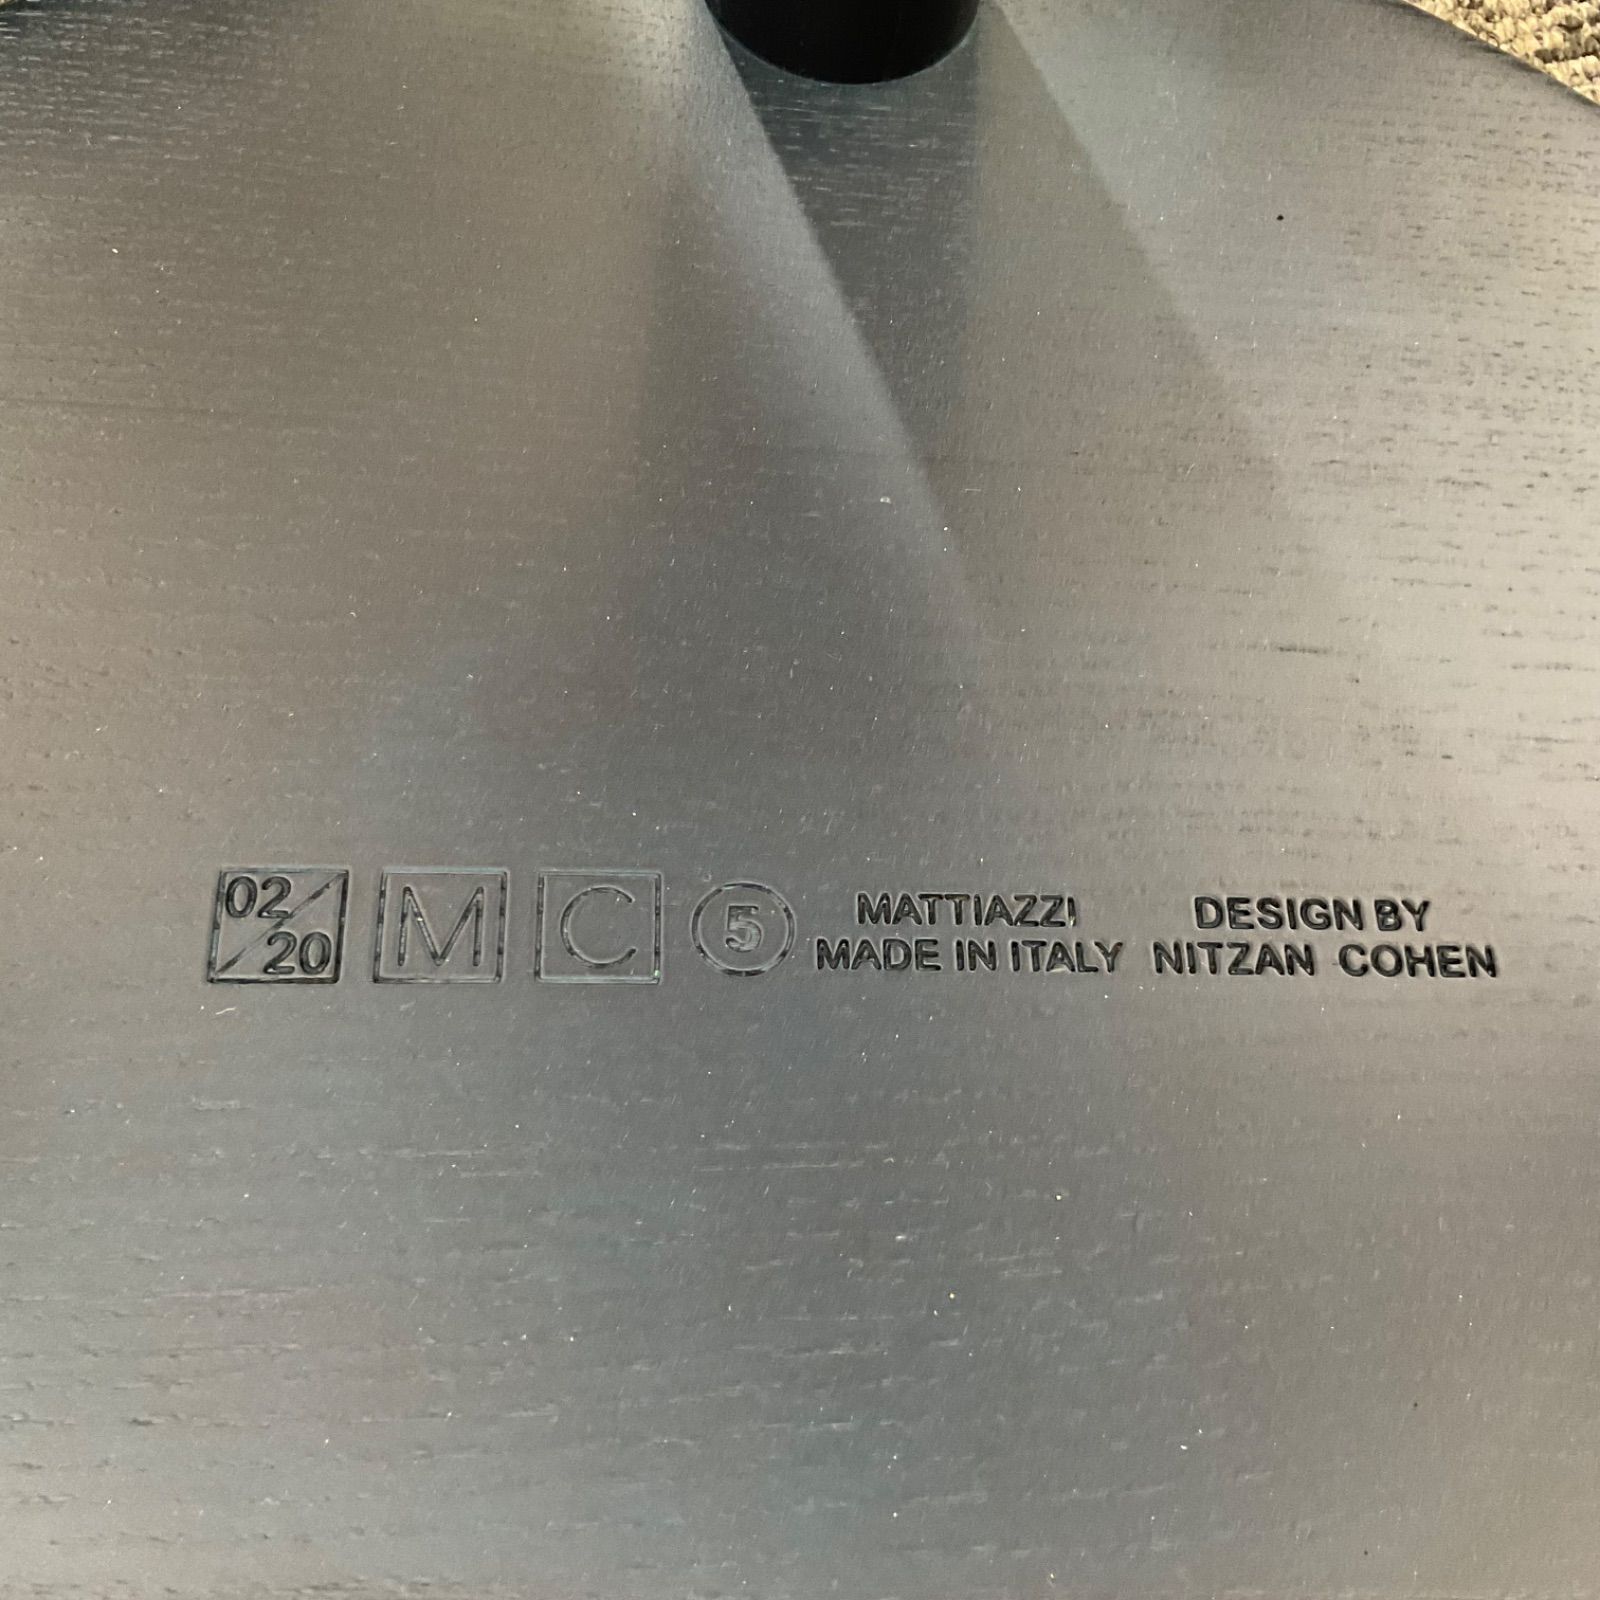 02/20 M C 5
MATTIAZZI
MADE IN ITALY
DESIGN BY
NITZAN COHEN